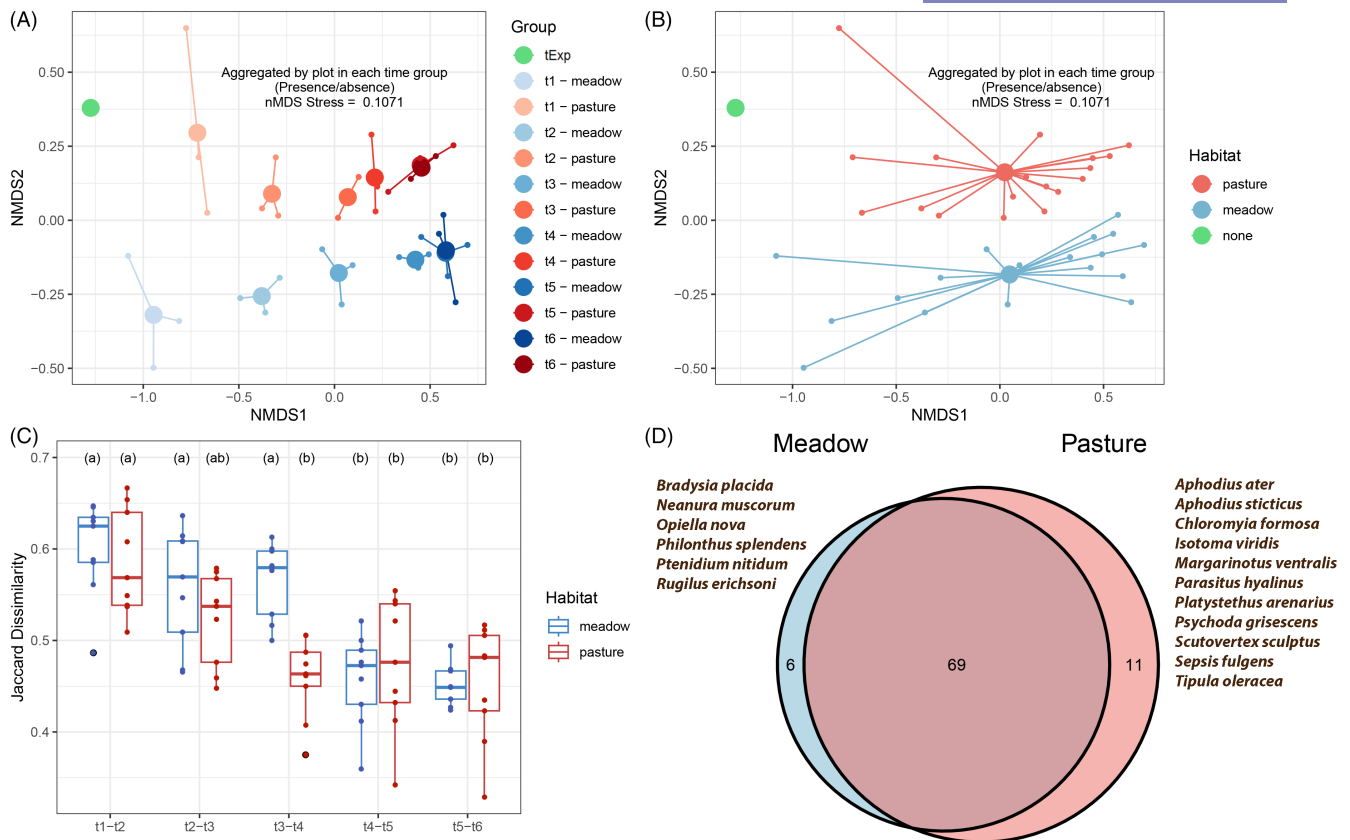 (A)
Group
tExp
t1 − meadow
t1 − pasture
t2 − meadow
t2 − pasture
t3 − meadow
t3 − pasture
t4 − meadow
t4 − pasture
t5 − meadow
t5 − pasture
t6 − meadow
t6 − pasture
Aggregated by plot in each time group
(Presence/absence)
nMDS Stress = 0.1071
NMDS2
0.50
0.25
0.00
−0.25
−0.50
−1.0
−0.5
0.0
0.5
NMDS1
(B)
Aggregated by plot in each time group
(Presence/absence)
nMDS Stress = 0.1071
NMDS2
0.50
0.25
0.00
−0.25
−0.50
−1.0
−0.5
0.0
0.5
NMDS1
Habitat
pasture
meadow
none
(C)
(a) (a) (a) (ab) (a) (b) (b) (b) (b) (b)
Jaccard Dissimilarity
0.7
0.6
0.5
0.4
t1−t2
t2−t3
t3−t4
t4−t5
t5−t6
Habitat
meadow
pasture
(D)
Meadow
Pasture
Bradysia placida
Neanura muscorum
Opiella nova
Philonthus splendens
Ptenidium nitidum
Rugilus erichsoni
6
69
11
Aphodius ater
Aphodius sticticus
Chloromyia formosa
Isotoma viridis
Margarinotus ventralis
Parasitus hyalinus
Platystethus arenarius
Psychoda grisescens
Scutovertex sculptus
Sepsis fulgens
Tipula oleracea